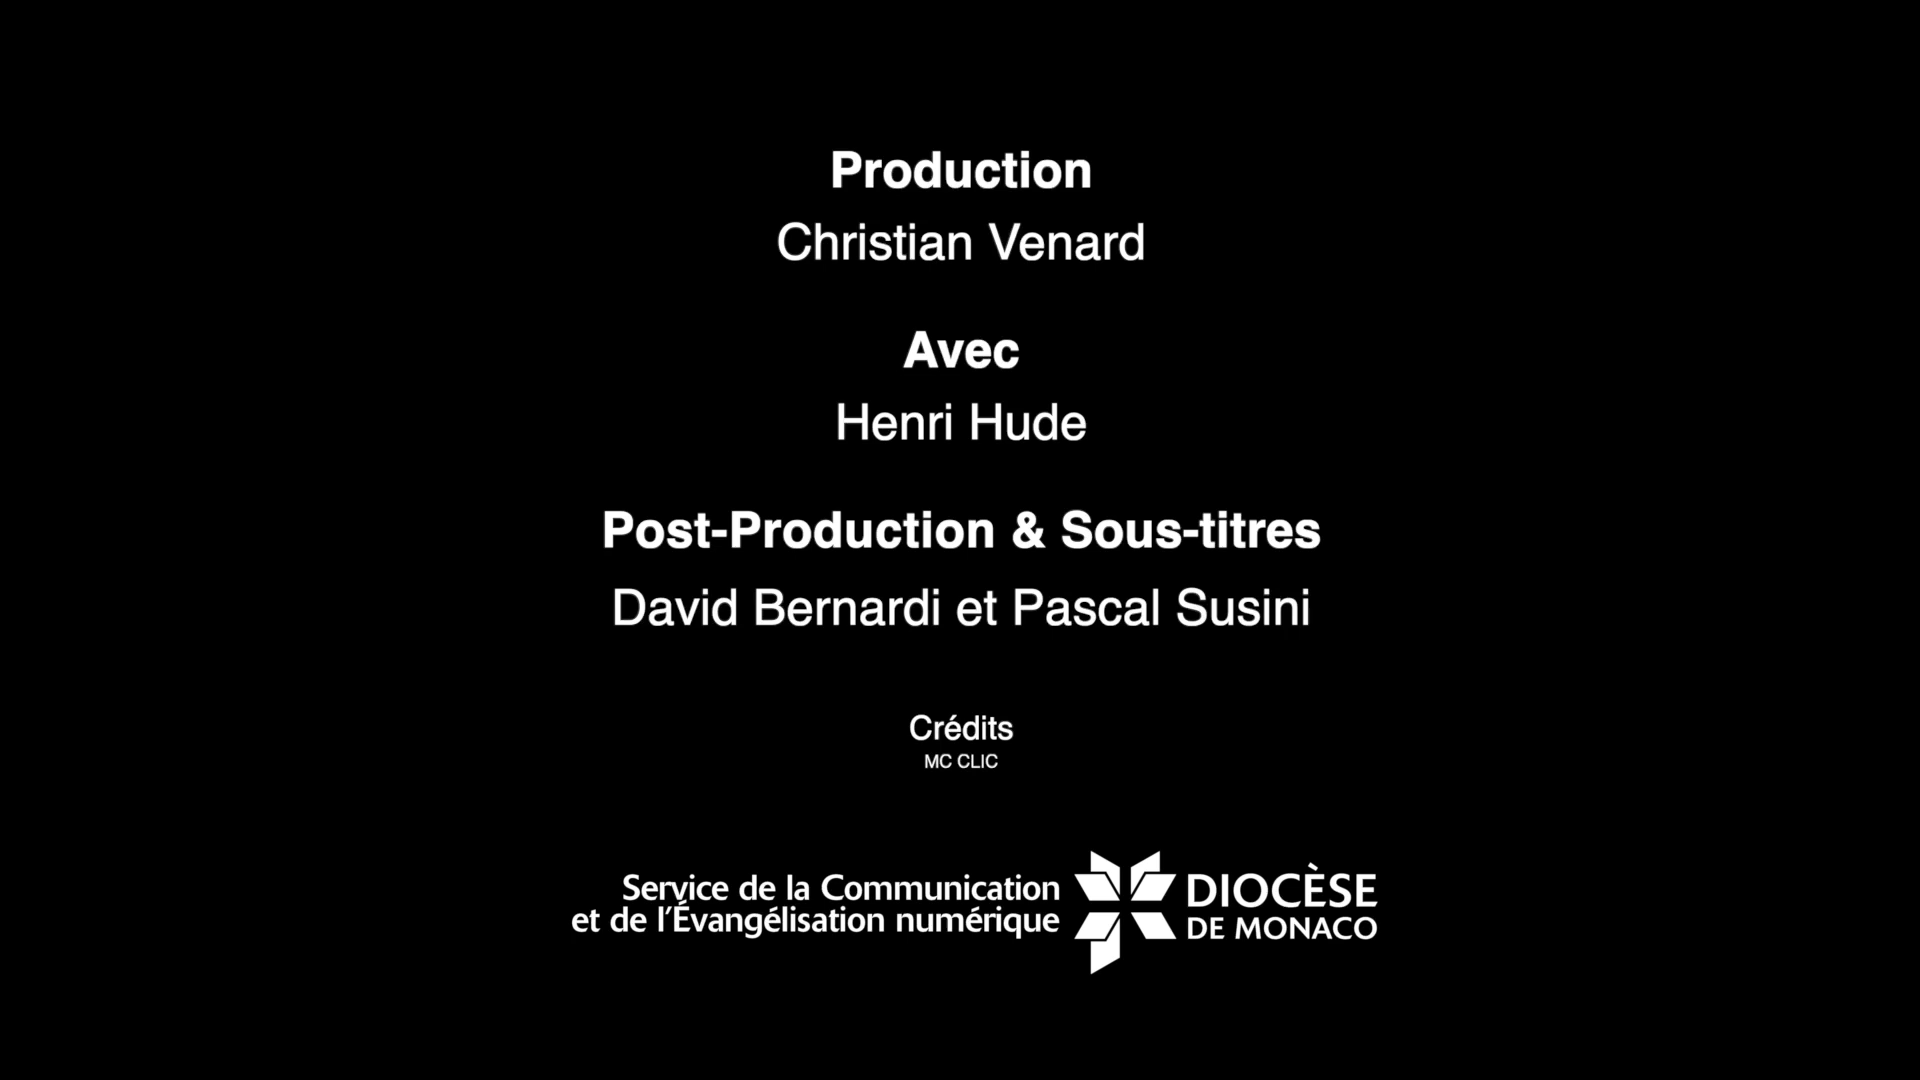 Production
Christian Venard
Avec
Henri Hude
Post-Production & Sous-titres
David Bernardi et Pascal Susini
Crédits
MC CLIC
Service de la Communication
et de l'Évangélisation numérique
DIOCÈSE
DE MONACO